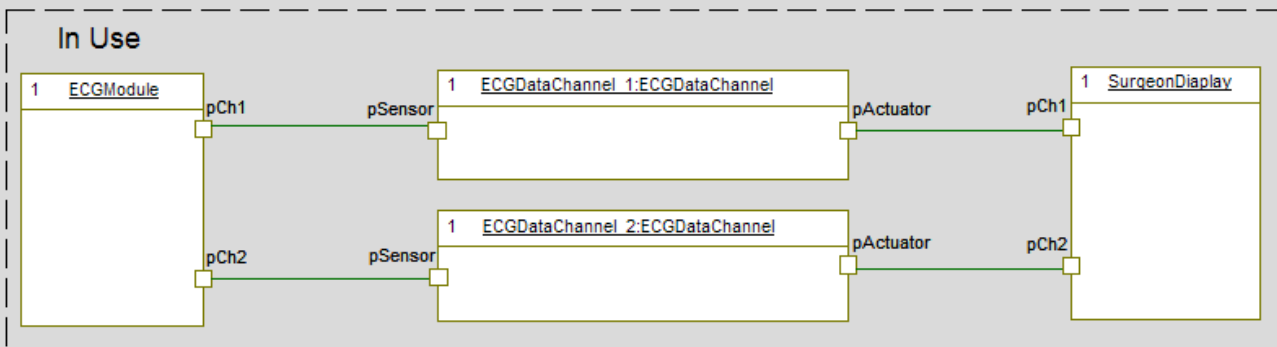 In Use
1 ECGModule
pCh1
pCh2
1 ECGDataChannel_1:ECGDataChannel
pSensor
pActuator
1 ECGDataChannel_2:ECGDataChannel
pSensor
pActuator
1 SurgeonDiaplay
pCh1
pCh2